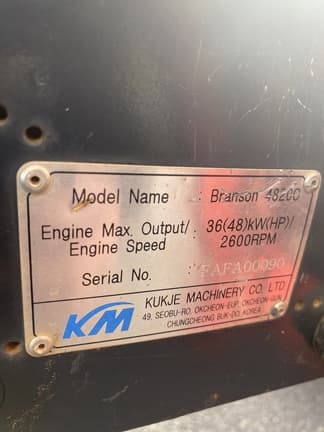 Model Name : Branson 4820C
Engine Max. Output/ : 36(48)kW(HP)/
Engine Speed 2600RPM
Serial No. : FAFA00090
KM KUKJE MACHINERY CO., LTD.
49, SEOBU-RO, OKCHEON-EUP, OKCHEON-GUN,
CHUNGCHEONG BUK-DO, KOREA